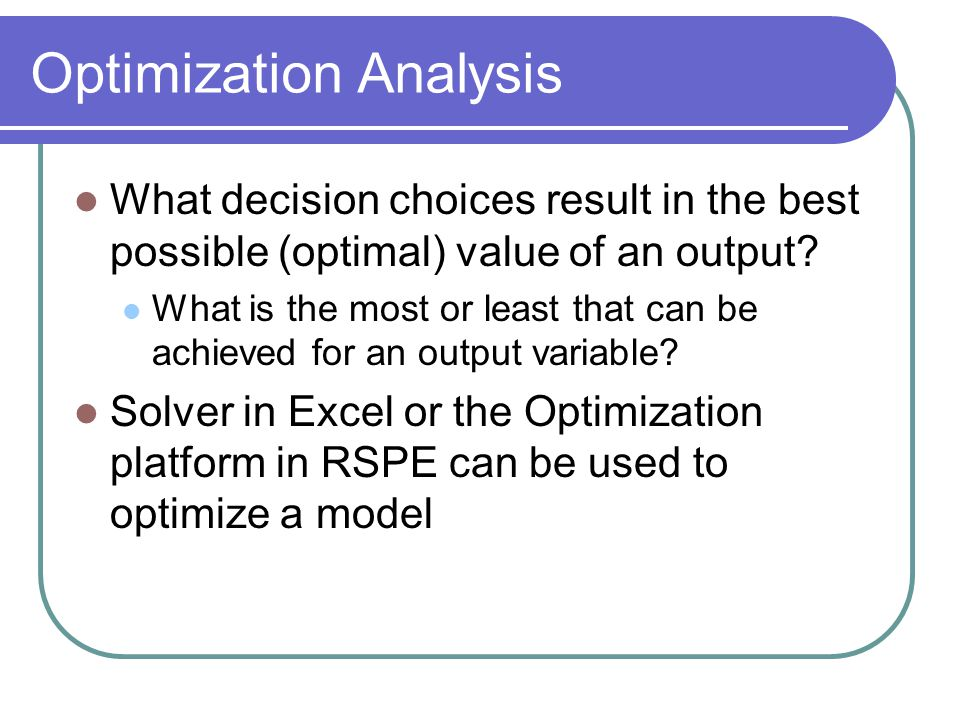 Optimization Analysis
What decision choices result in the best
possible (optimal) value of an output?
What is the most or least that can be
achieved for an output variable?
Solver in Excel or the Optimization
platform in RSPE can be used to
optimize a model